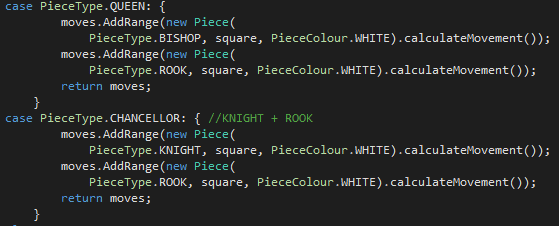 case PieceType.QUEEN: {
moves.AddRange(new Piece(
PieceType.BISHOP, square, PieceColour.WHITE).calculateMovement());
moves.AddRange(new Piece(
PieceType.ROOK, square, PieceColour.WHITE).calculateMovement());
return moves;
}
case PieceType.CHANCELLOR: { //KNIGHT + ROOK
moves.AddRange(new Piece(
PieceType.KNIGHT, square, PieceColour.WHITE).calculateMovement());
moves.AddRange(new Piece(
PieceType.ROOK, square, PieceColour.WHITE).calculateMovement());
return moves;
}